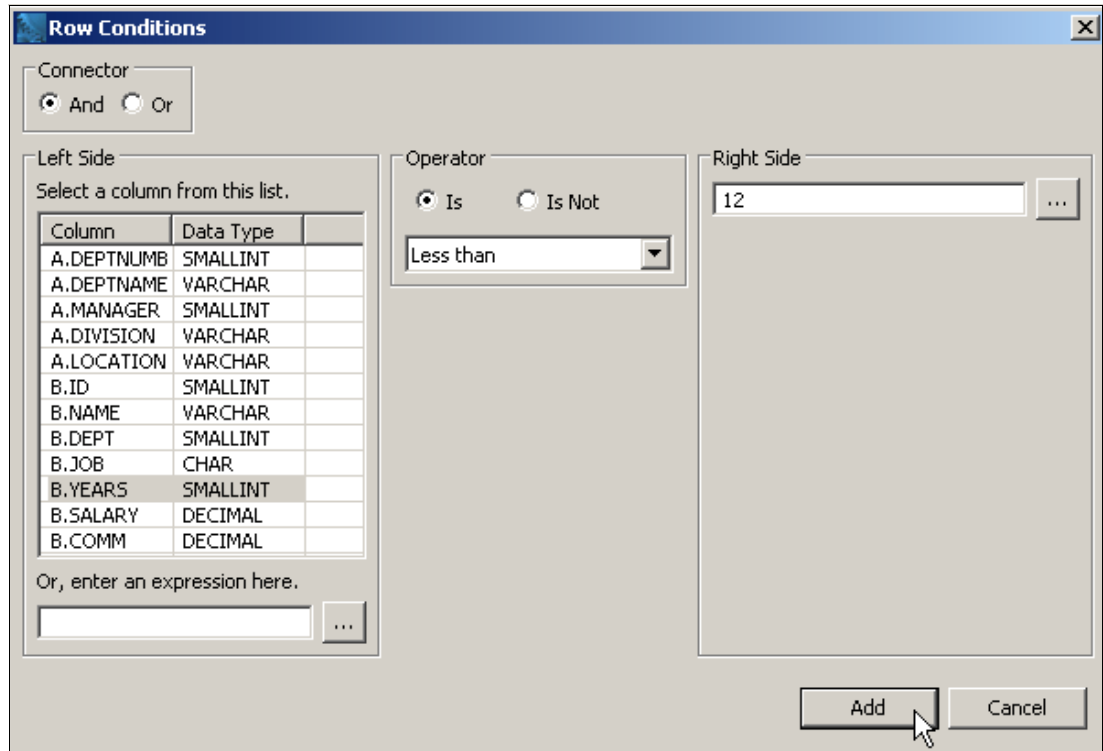 Row Conditions
Connector
And Or
Left Side
Select a column from this list.
Column Data Type
A.DEPTNUMB SMALLINT
A.DEPTNAME VARCHAR
A.MANAGER SMALLINT
A.DIVISION VARCHAR
A.LOCATION VARCHAR
B.ID SMALLINT
B.NAME VARCHAR
B.DEPT SMALLINT
B.JOB CHAR
B.YEARS SMALLINT
B.SALARY DECIMAL
B.COMM DECIMAL
Or, enter an expression here.
...
Operator
Is Is Not
Less than
Right Side
12 ...
Add Cancel